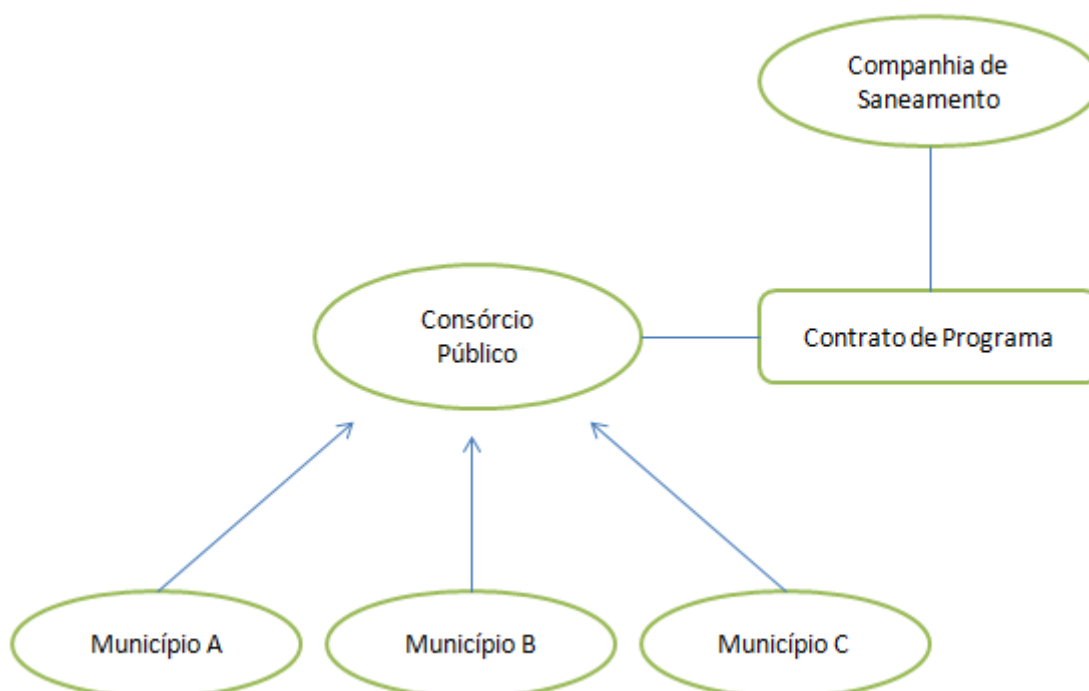 Companhia de
Saneamento
Consórcio
Público
Contrato de Programa
Município A
Município B
Município C